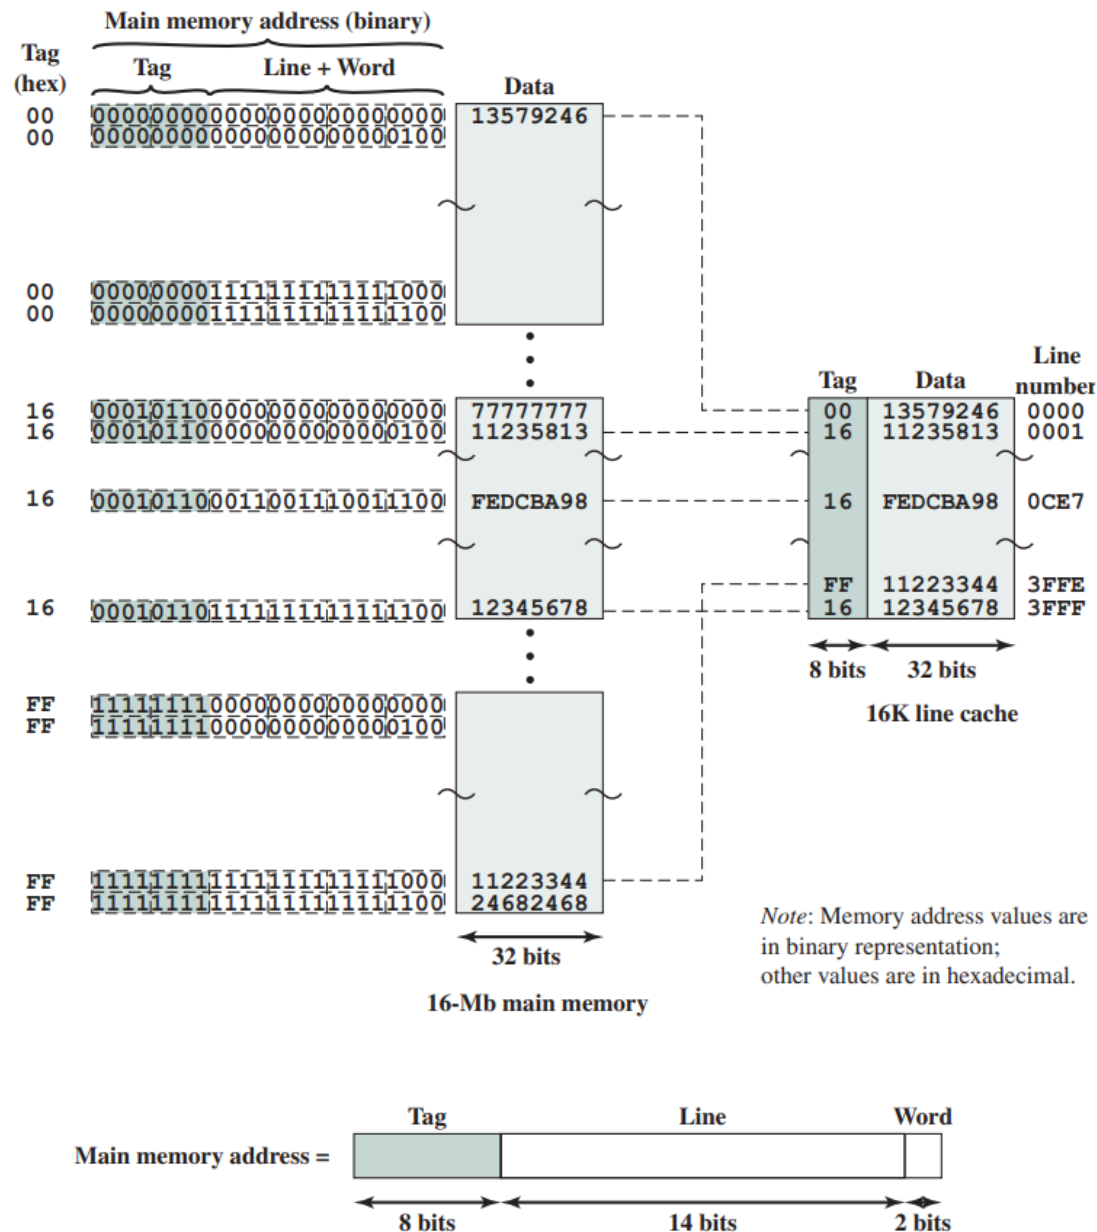 Main memory address (binary)
Tag
(hex)
Tag
Line + Word
Data
00 000000000000000000000000 13579246
00 000000000000000000000100
00 000000001111111111111000
00 000000001111111111111100
16 000101100000000000000000 77777777
16 000101100000000000000100 11235813
16 000101100011001110011100 FEDCBA98
16 000101101111111111111100 12345678
FF 111111110000000000000000
FF 111111110000000000000100
FF 111111111111111111111000 11223344
FF 111111111111111111111100 24682468
32 bits
16-Mb main memory
Tag Data Line
number
00 13579246 0000
16 11235813 0001
16 FEDCBA98 0CE7
FF 11223344 3FFE
16 12345678 3FFF
8 bits 32 bits
16K line cache
Note: Memory address values are
in binary representation;
other values are in hexadecimal.
Tag Line Word
Main memory address =
8 bits 14 bits 2 bits